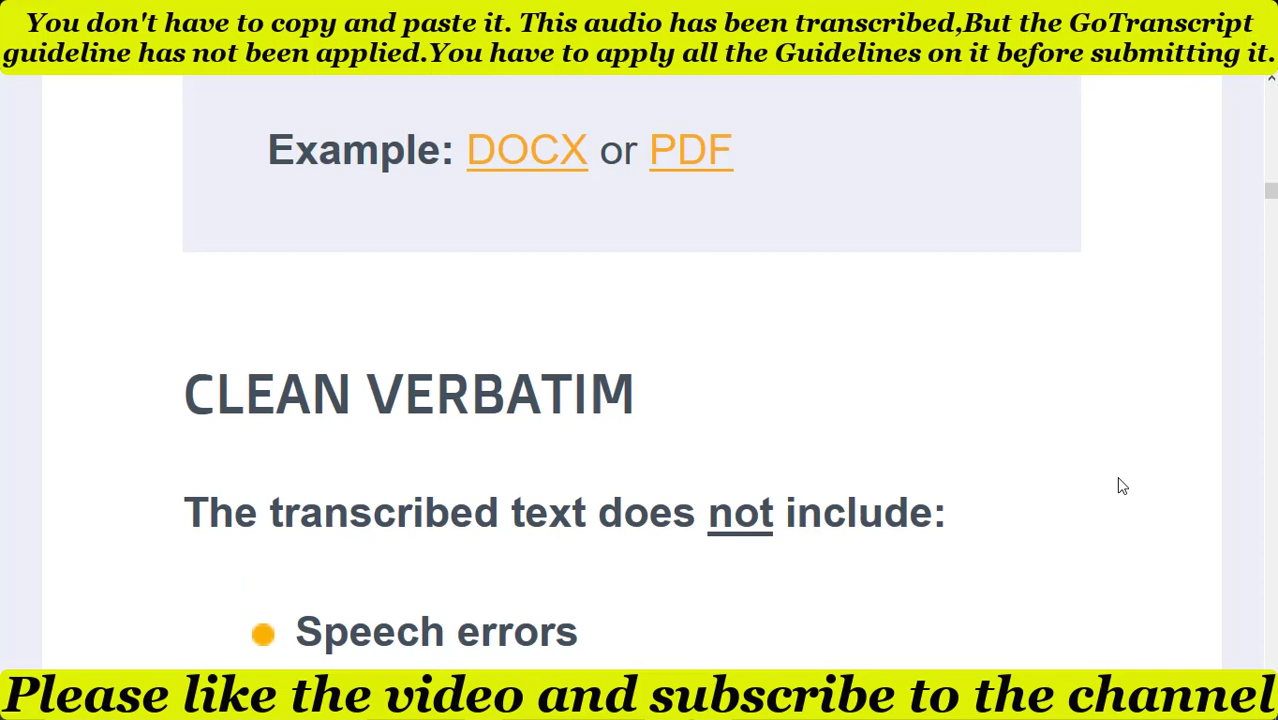 You don't have to copy and paste it. This audio has been transcribed,But the GoTranscript
guideline has not been applied.You have to apply all the Guidelines on it before submitting it.
Example: DOCX or PDF
CLEAN VERBATIM
The transcribed text does not include:
Speech errors
Please like the video and subscribe to the channel